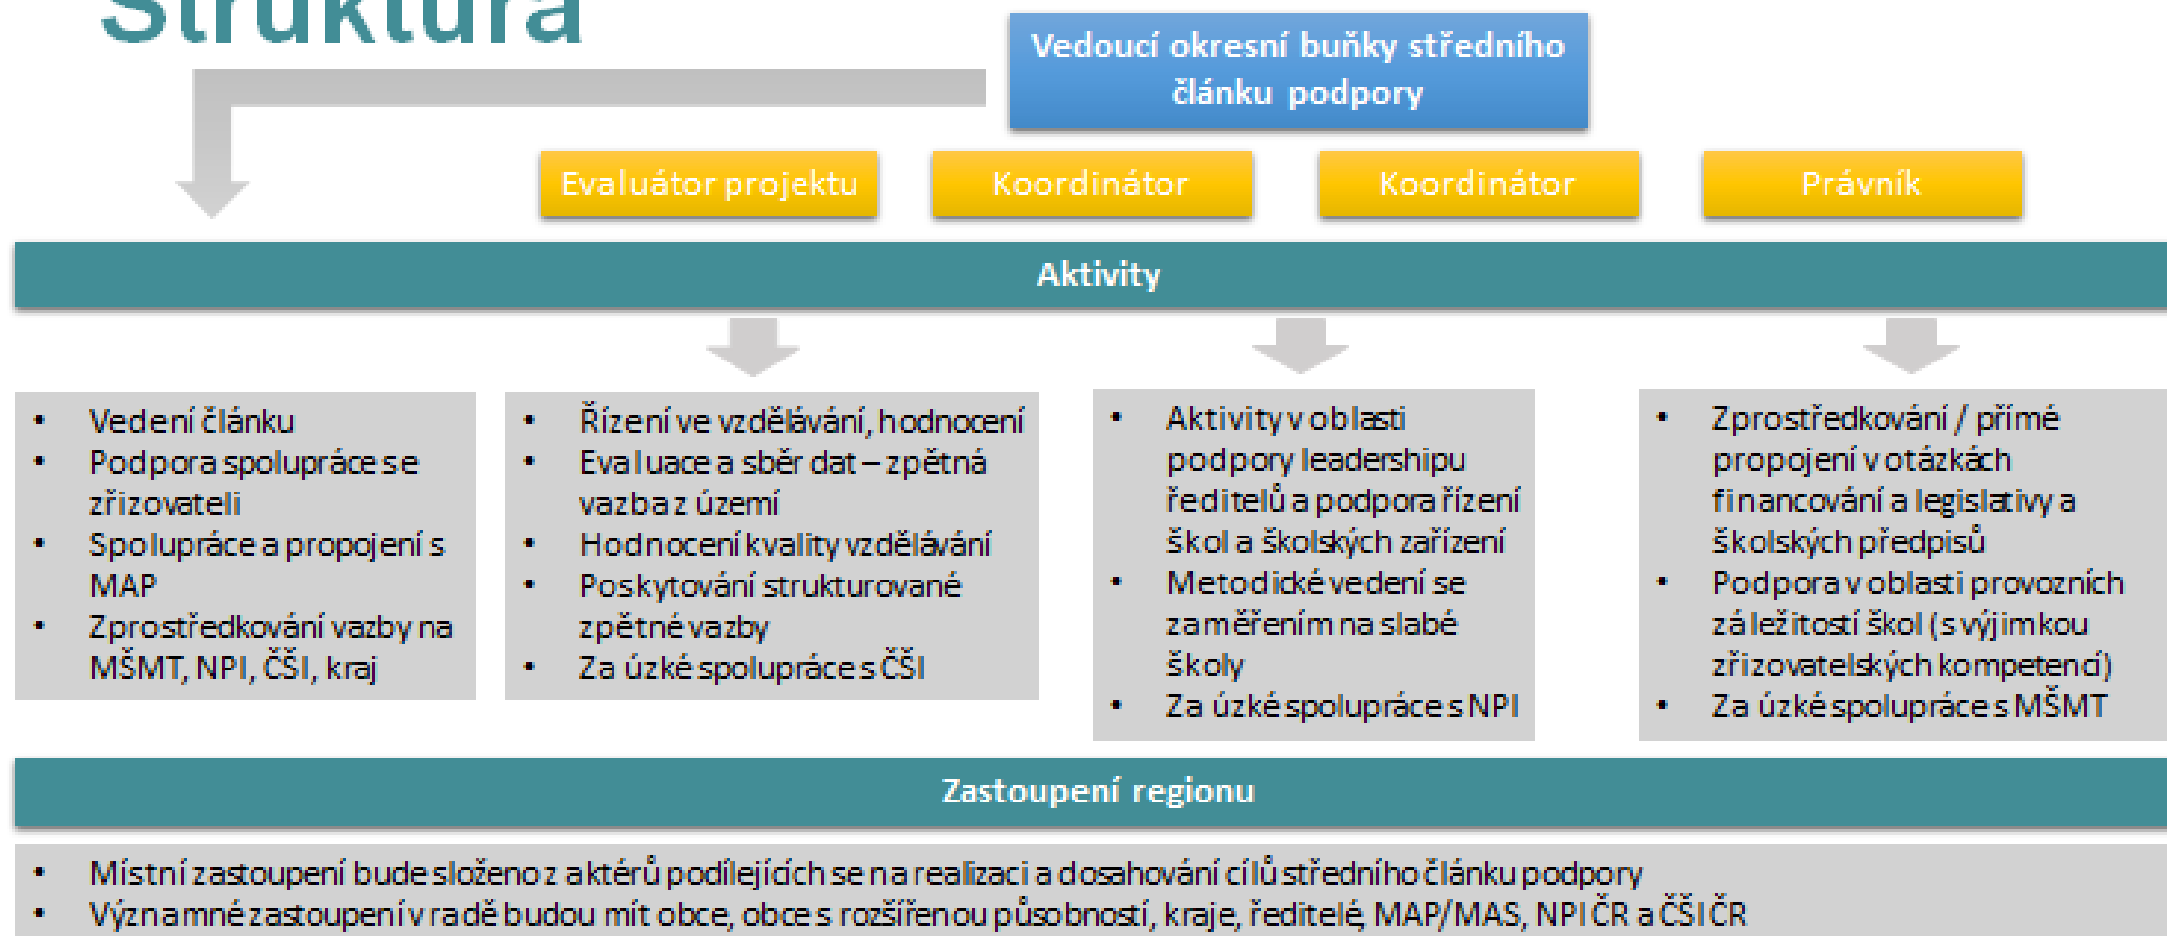 Struktura
Vedoucí okresní buňky středního
článku podpory
Evaluátor projektu
Koordinátor
Koordinátor
Právník
Aktivity
• Vedení článku
• Podpora spolupráce se
zřizovateli
• Spolupráce a propojení s
MAP
• Zprostředkování vazby na
MŠMT, NPI, ČŠI, kraj
• Řízení ve vzdělávání, hodnocení
• Evaluace a sběr dat – zpětná
vazba z území
• Hodnocení kvality vzdělávání
• Poskytování strukturované
zpětné vazby
• Za úzké spolupráce s ČŠI
• Aktivity v oblasti
podpory leadershipu
ředitelů a podpora řízení
škol a školských zařízení
• Metodické vedení se
zaměřením na slabé
školy
• Za úzké spolupráce s NPI
• Zprostředkování / přímé
propojení v otázkách
financování a legislativy a
školských předpisů
• Podpora v oblasti provozních
záležitostí škol (s výjimkou
zřizovatelských kompetencí)
• Za úzké spolupráce s MŠMT
Zastoupení regionu
• Místní zastoupení bude složeno z aktérů podílejících se na realizaci a dosahování cílů středního článku podpory
• Významné zastoupení v radě budou mít obce, obce s rozšířenou působností, kraje, ředitelé, MAP/MAS, NPI ČR a ČŠI ČR